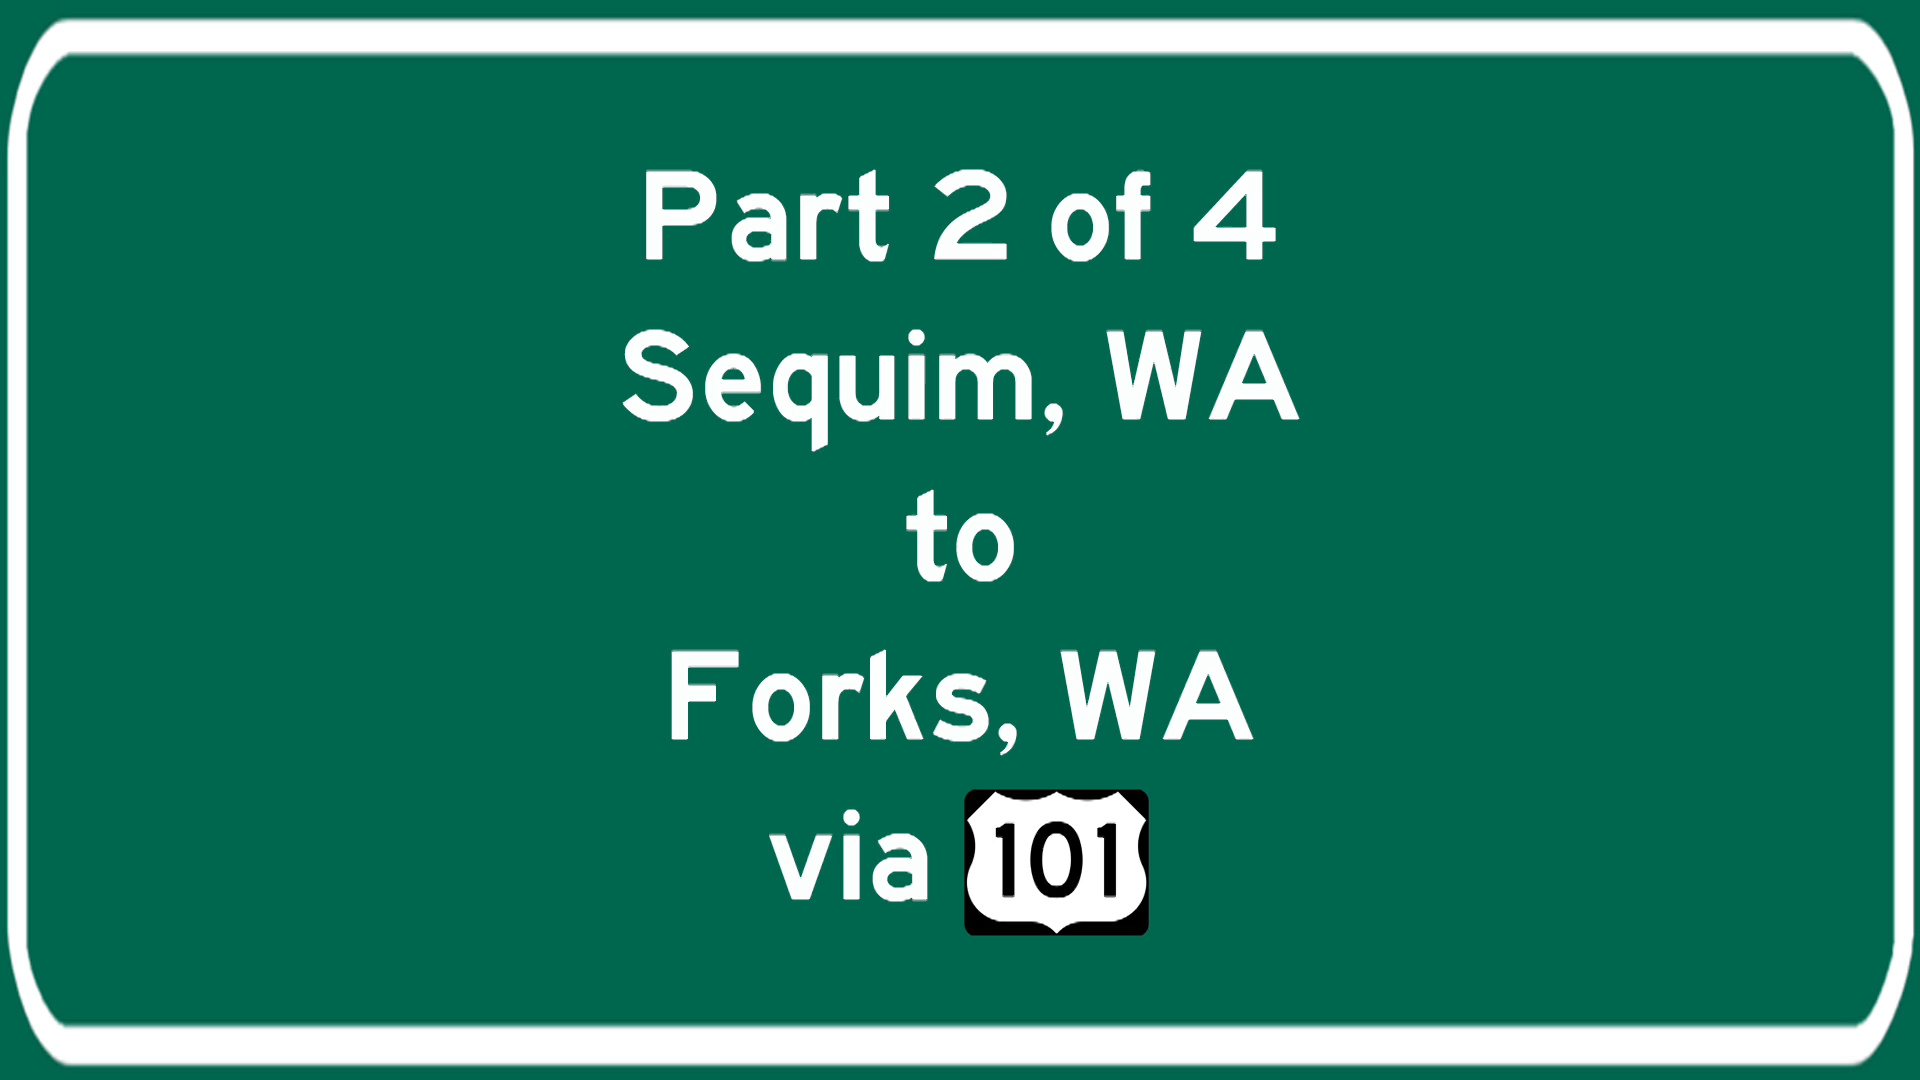 Part 2 of 4
Sequim, WA
to
Forks, WA
via 101